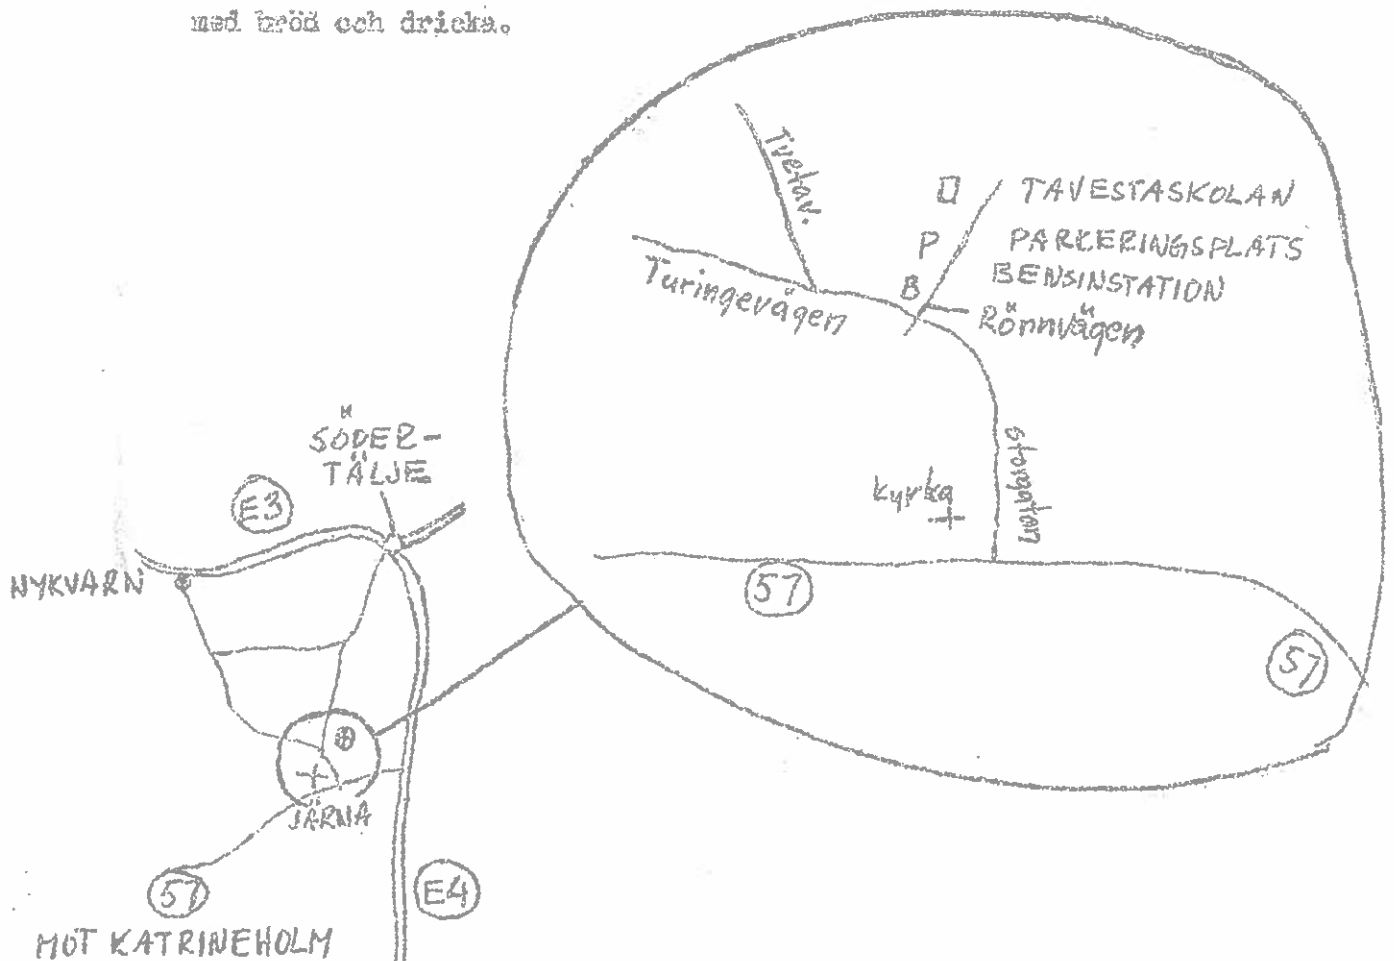 med bröd och dricka.
Tvetav.
TAVESTASKOLAN
P PARKERINGSPLATS
B BENSINSTATION
Turingevägen
Rönnvägen
SÖDER-
TÄLJE
Storgatan
Kyrka
E3
NYKVARN
57
57
JÄRNA
57
E4
MOT KATRINEHOLM